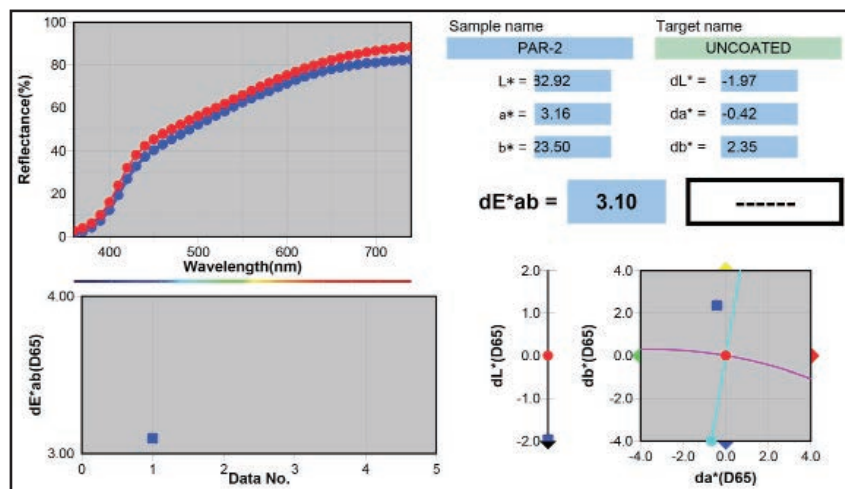 100
80
60
40
20
0
Reflectance(%)
400 500 600 700
Wavelength(nm)
Sample name Target name
PAR-2 UNCOATED
L* = 82.92 dL* = -1.97
a* = 3.16 da* = -0.42
b* = 23.50 db* = 2.35
dE*ab = 3.10 ------
4.00
3.00
dE*ab(D65)
0 1 2 3 4 5
Data No.
2.0
1.0
0.0
-1.0
-2.0
dL*(D65)
4.0
2.0
0.0
-2.0
-4.0
db*(D65)
-4.0 -2.0 0.0 2.0 4.0
da*(D65)